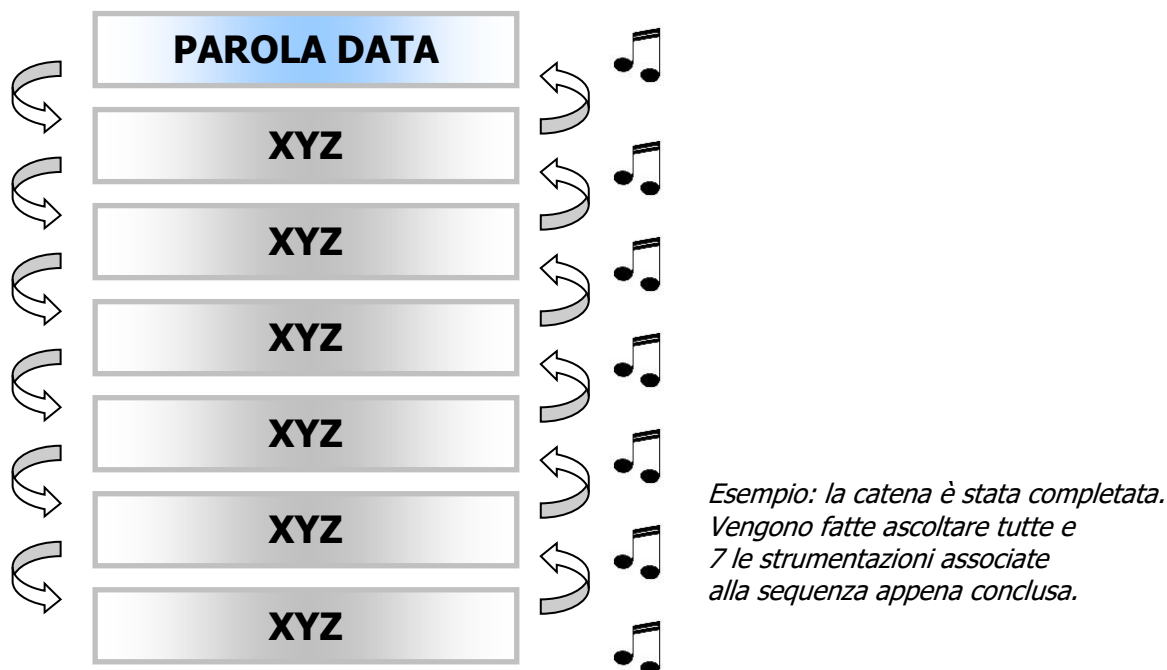 PAROLA DATA
XYZ
XYZ
XYZ
XYZ
XYZ
XYZ
Esempio: la catena è stata completata.
Vengono fatte ascoltare tutte e
7 le strumentazioni associate
alla sequenza appena conclusa.